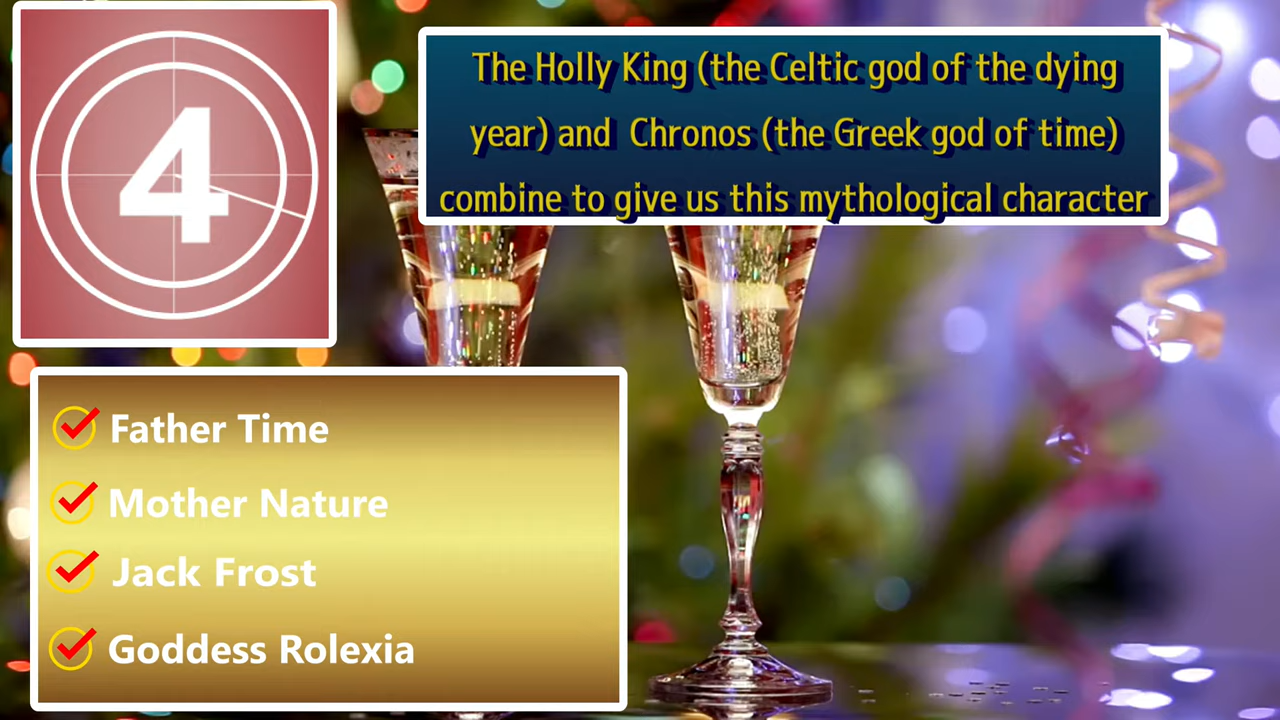 4
The Holly King (the Celtic god of the dying
year) and Chronos (the Greek god of time)
combine to give us this mythological character
Father Time
Mother Nature
Jack Frost
Goddess Rolexia